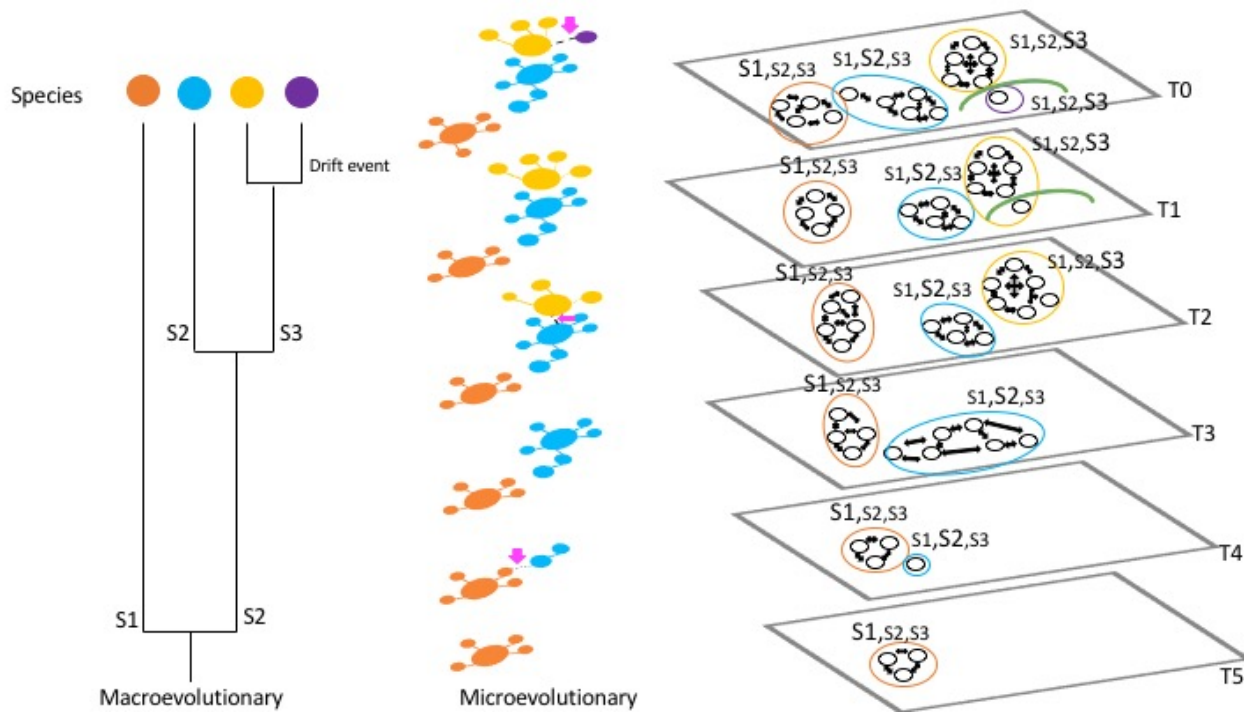 Species
Drift event
S2
S3
S1
S2
Macroevolutionary
Microevolutionary
S1,S2,S3
S1,S2,S3
S1,S2,S3
S1,S2,S3
T0
S1,S2,S3
S1,S2,S3
S1,S2,S3
T1
S1,S2,S3
S1,S2,S3
S1,S2,S3
T2
S1,S2,S3
S1,S2,S3
T3
S1,S2,S3
S1,S2,S3
T4
S1,S2,S3
T5